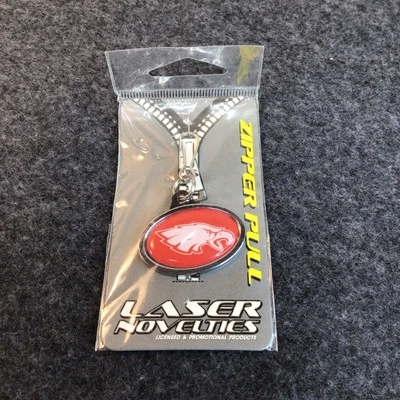 ZIPPER PULL
LASER
NOVELTIES
LICENSED & PROMOTIONAL PRODUCTS